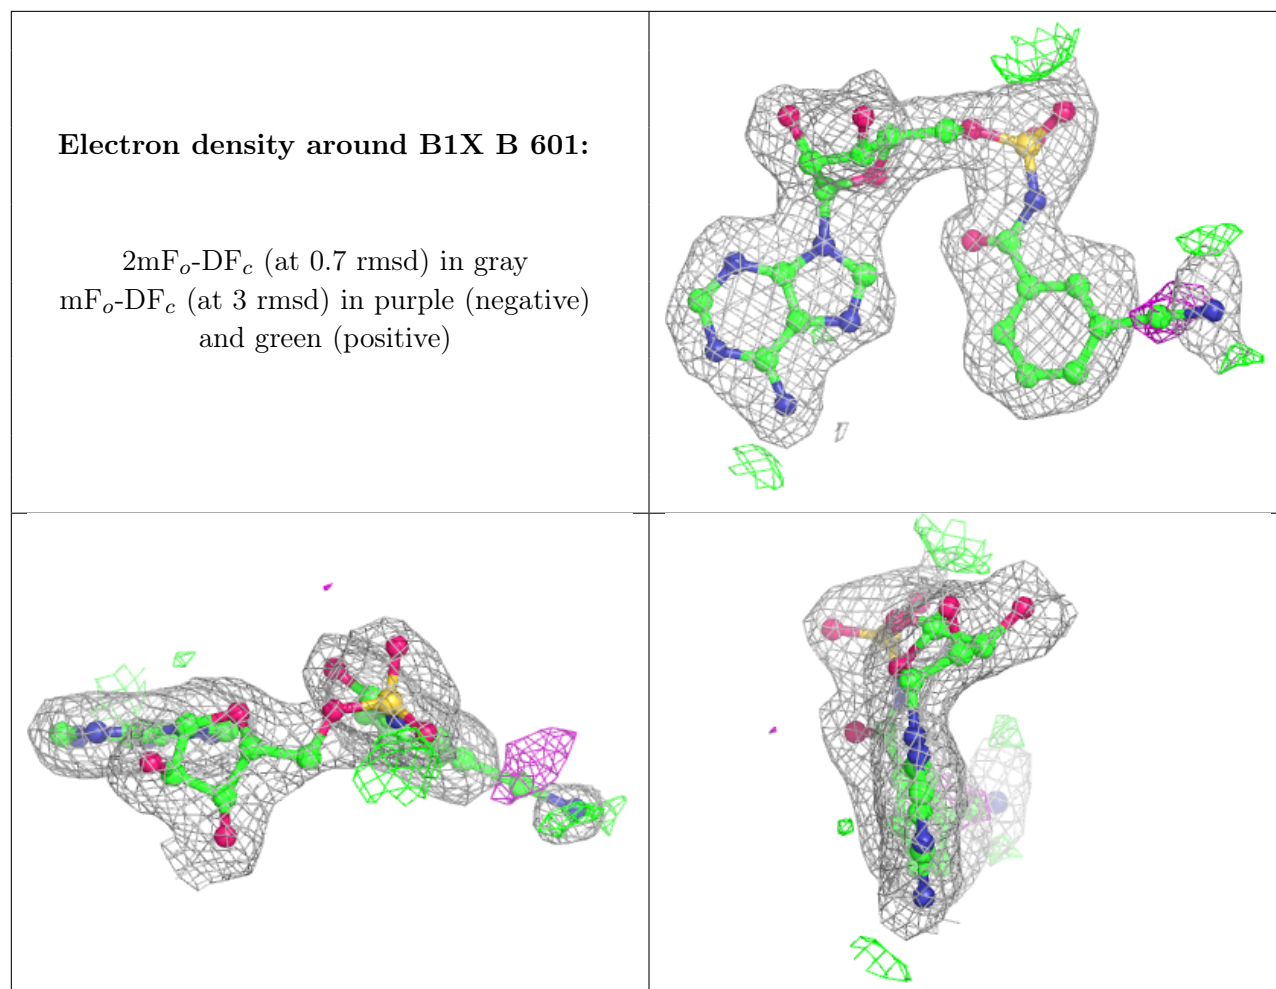 Electron density around B1X B 601:
2mFo-DFc (at 0.7 rmsd) in gray
mFo-DFc (at 3 rmsd) in purple (negative)
and green (positive)